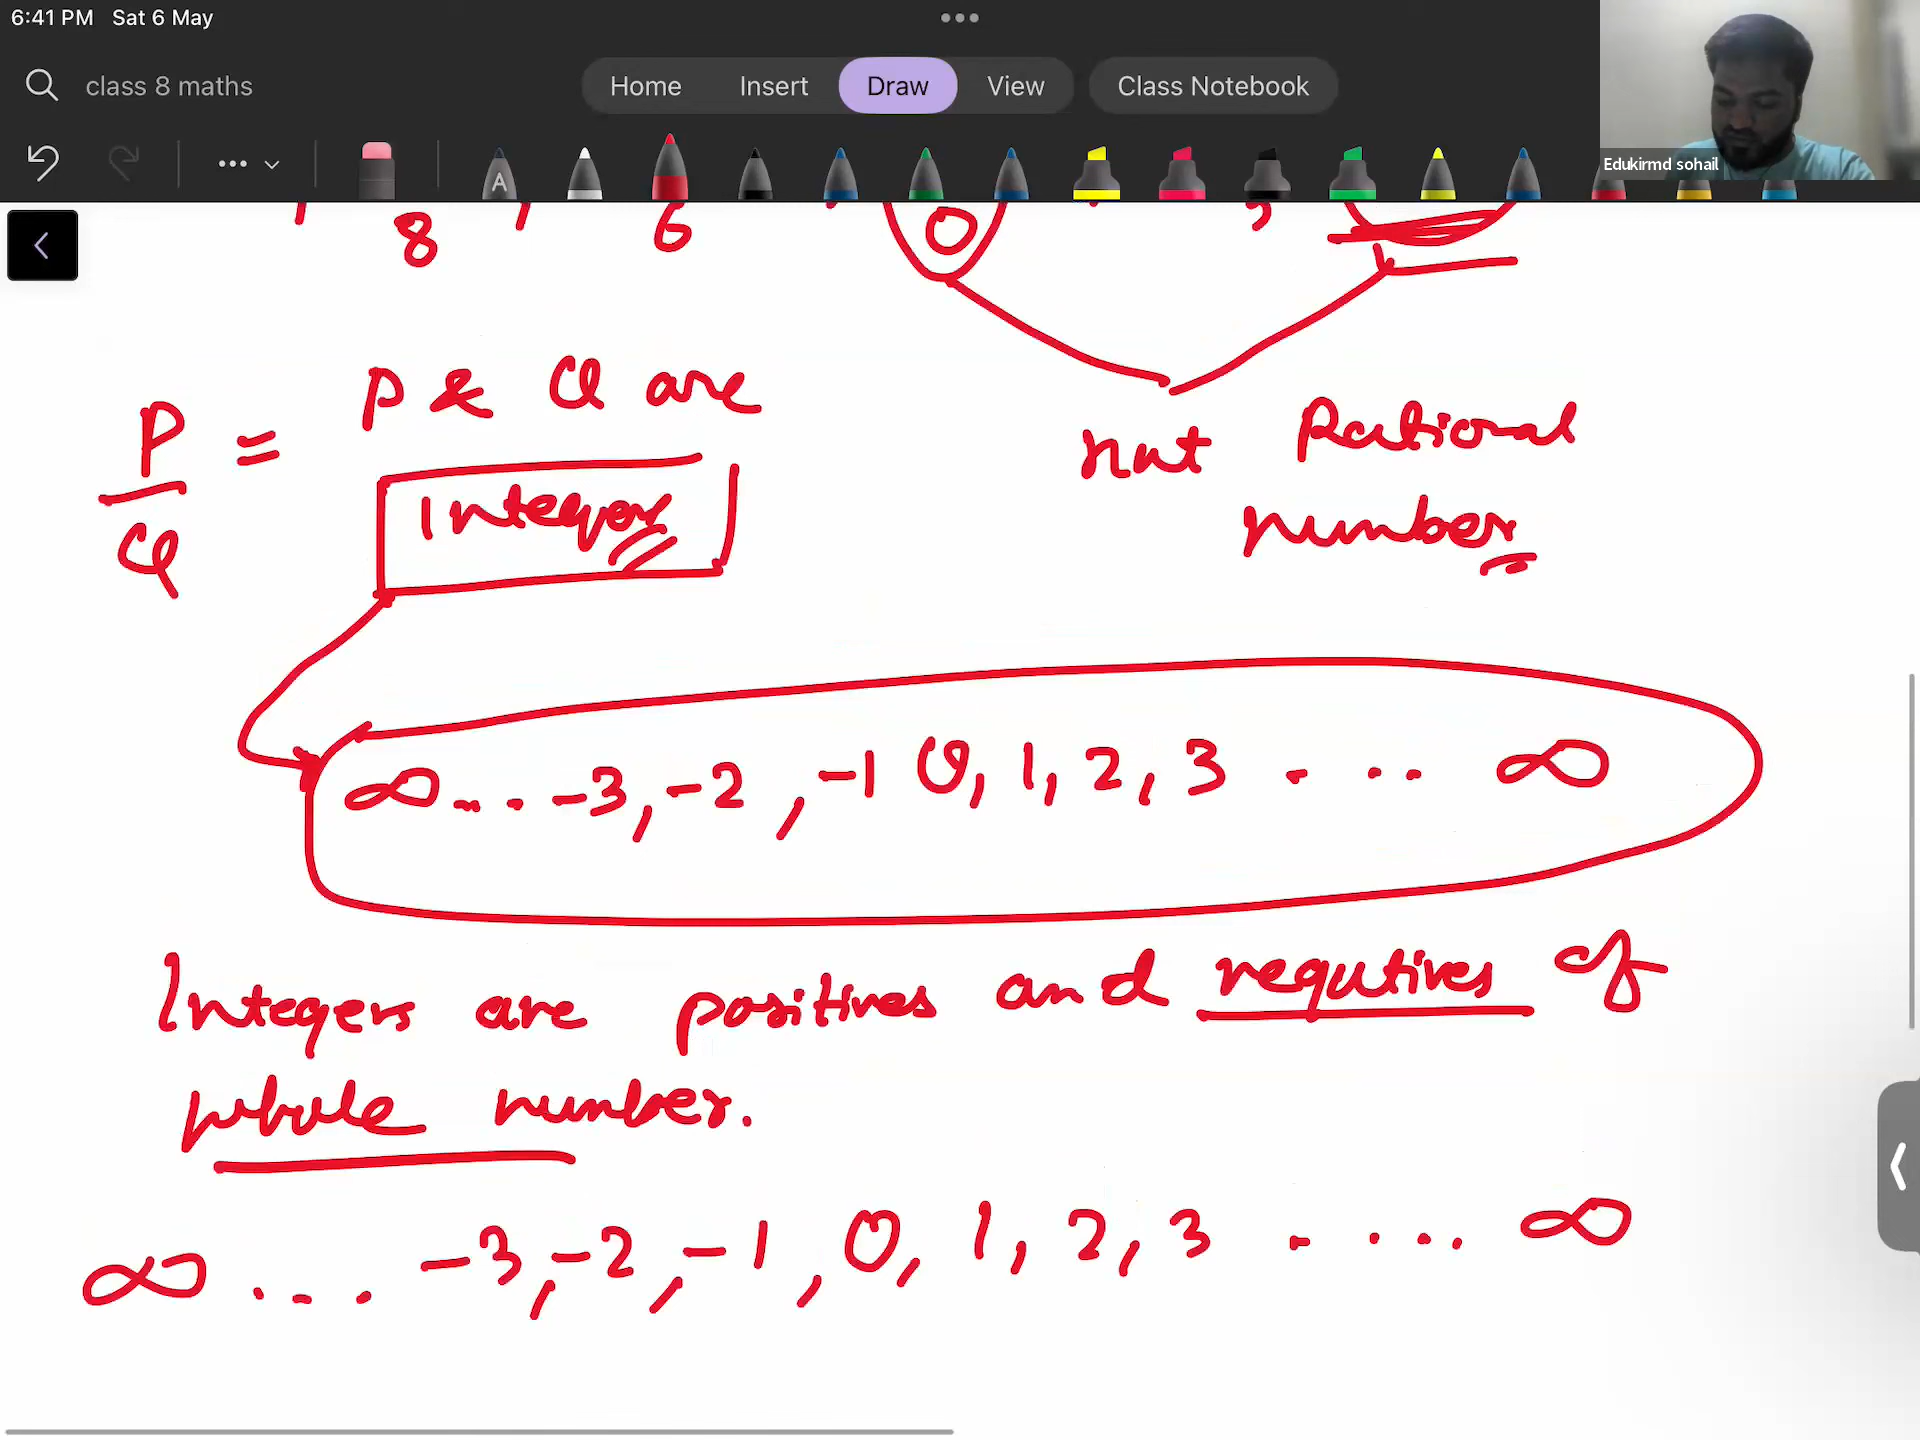 6:41 PM Sat 6 May
class 8 maths
Home Insert Draw View Class Notebook
A
Edukirmd sohail
8 , 6 0 ,
P/Q = P & Q are
Integers
not Rational
number
∞... -3, -2, -1 0, 1, 2, 3 ... ∞
Integers are positives and negatives of
whole number.
∞ ... -3, -2, -1, 0, 1, 2, 3 .... ∞